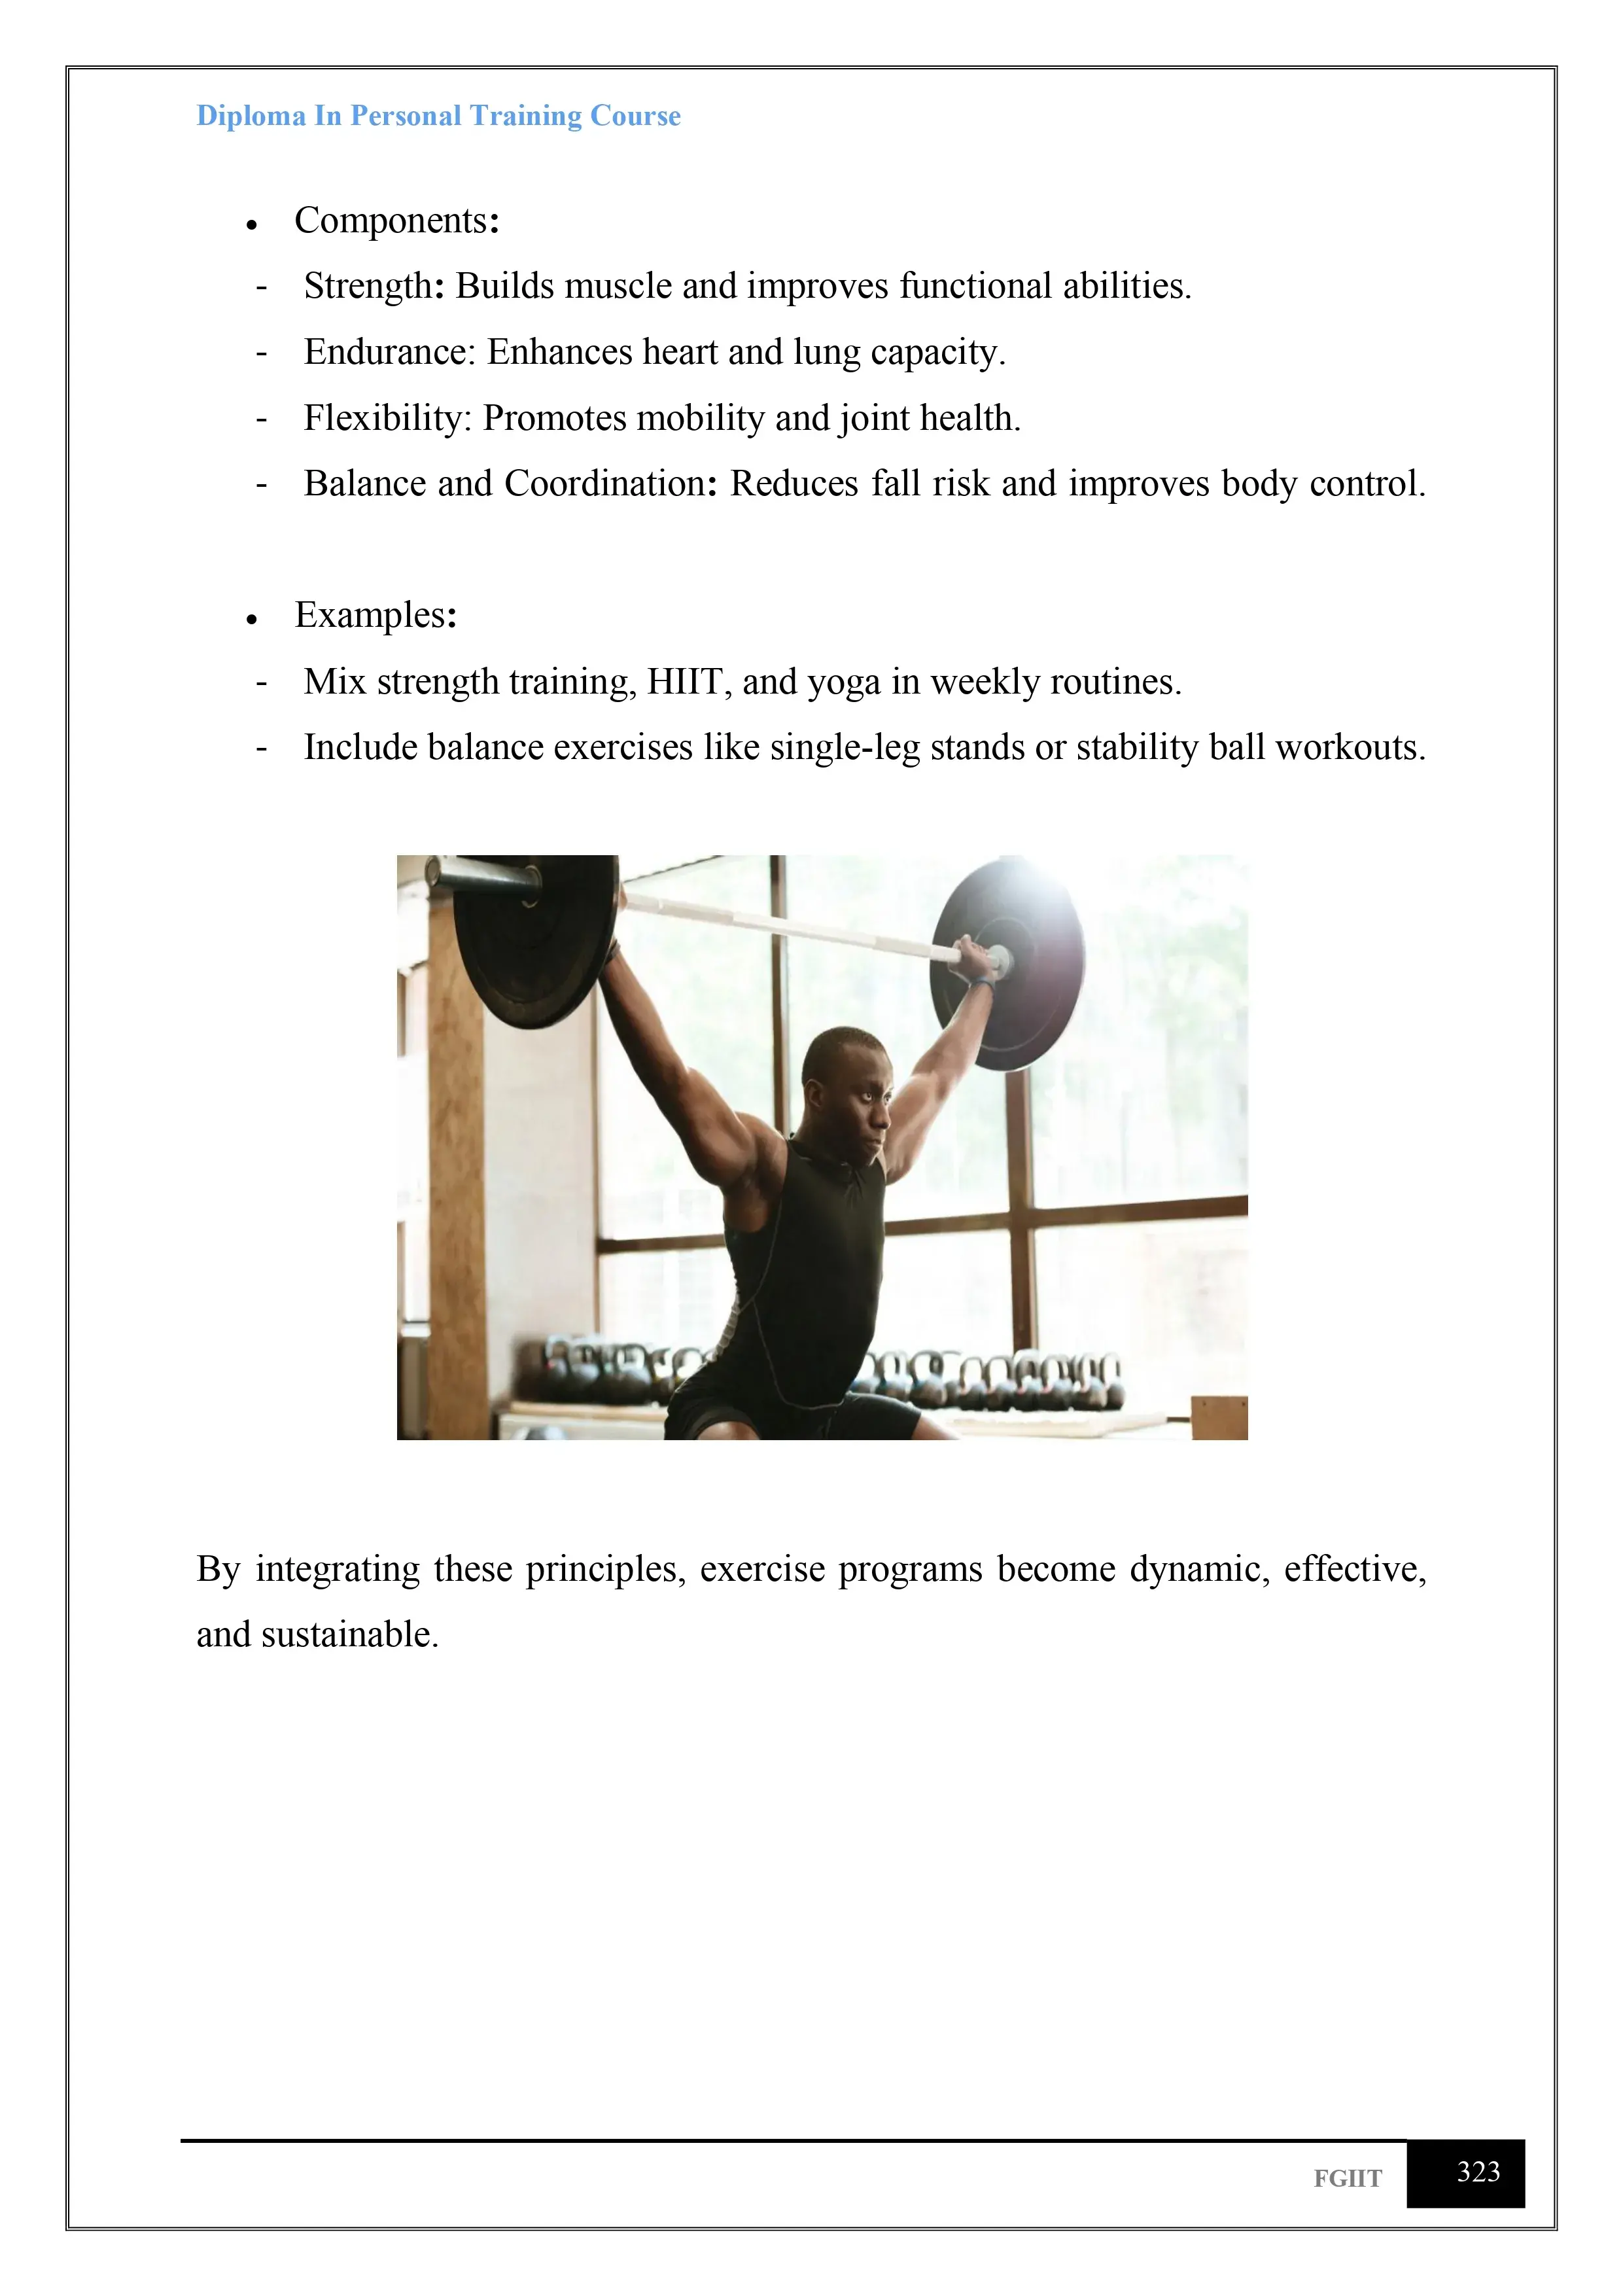 Diploma In Personal Training Course
• Components:
- Strength: Builds muscle and improves functional abilities.
- Endurance: Enhances heart and lung capacity.
- Flexibility: Promotes mobility and joint health.
- Balance and Coordination: Reduces fall risk and improves body control.
• Examples:
- Mix strength training, HIIT, and yoga in weekly routines.
- Include balance exercises like single-leg stands or stability ball workouts.
By integrating these principles, exercise programs become dynamic, effective,
and sustainable.
FGIIT 323